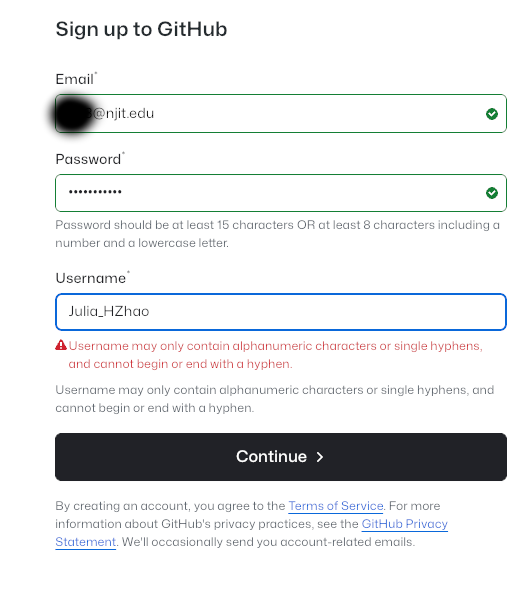 Sign up to GitHub
Email*
@njit.edu
Password*
•••••••••••
Password should be at least 15 characters OR at least 8 characters including a
number and a lowercase letter.
Username*
Julia_HZhao
Username may only contain alphanumeric characters or single hyphens,
and cannot begin or end with a hyphen.
Username may only contain alphanumeric characters or single hyphens, and
cannot begin or end with a hyphen.
Continue >
By creating an account, you agree to the Terms of Service. For more
information about GitHub's privacy practices, see the GitHub Privacy
Statement. We'll occasionally send you account-related emails.